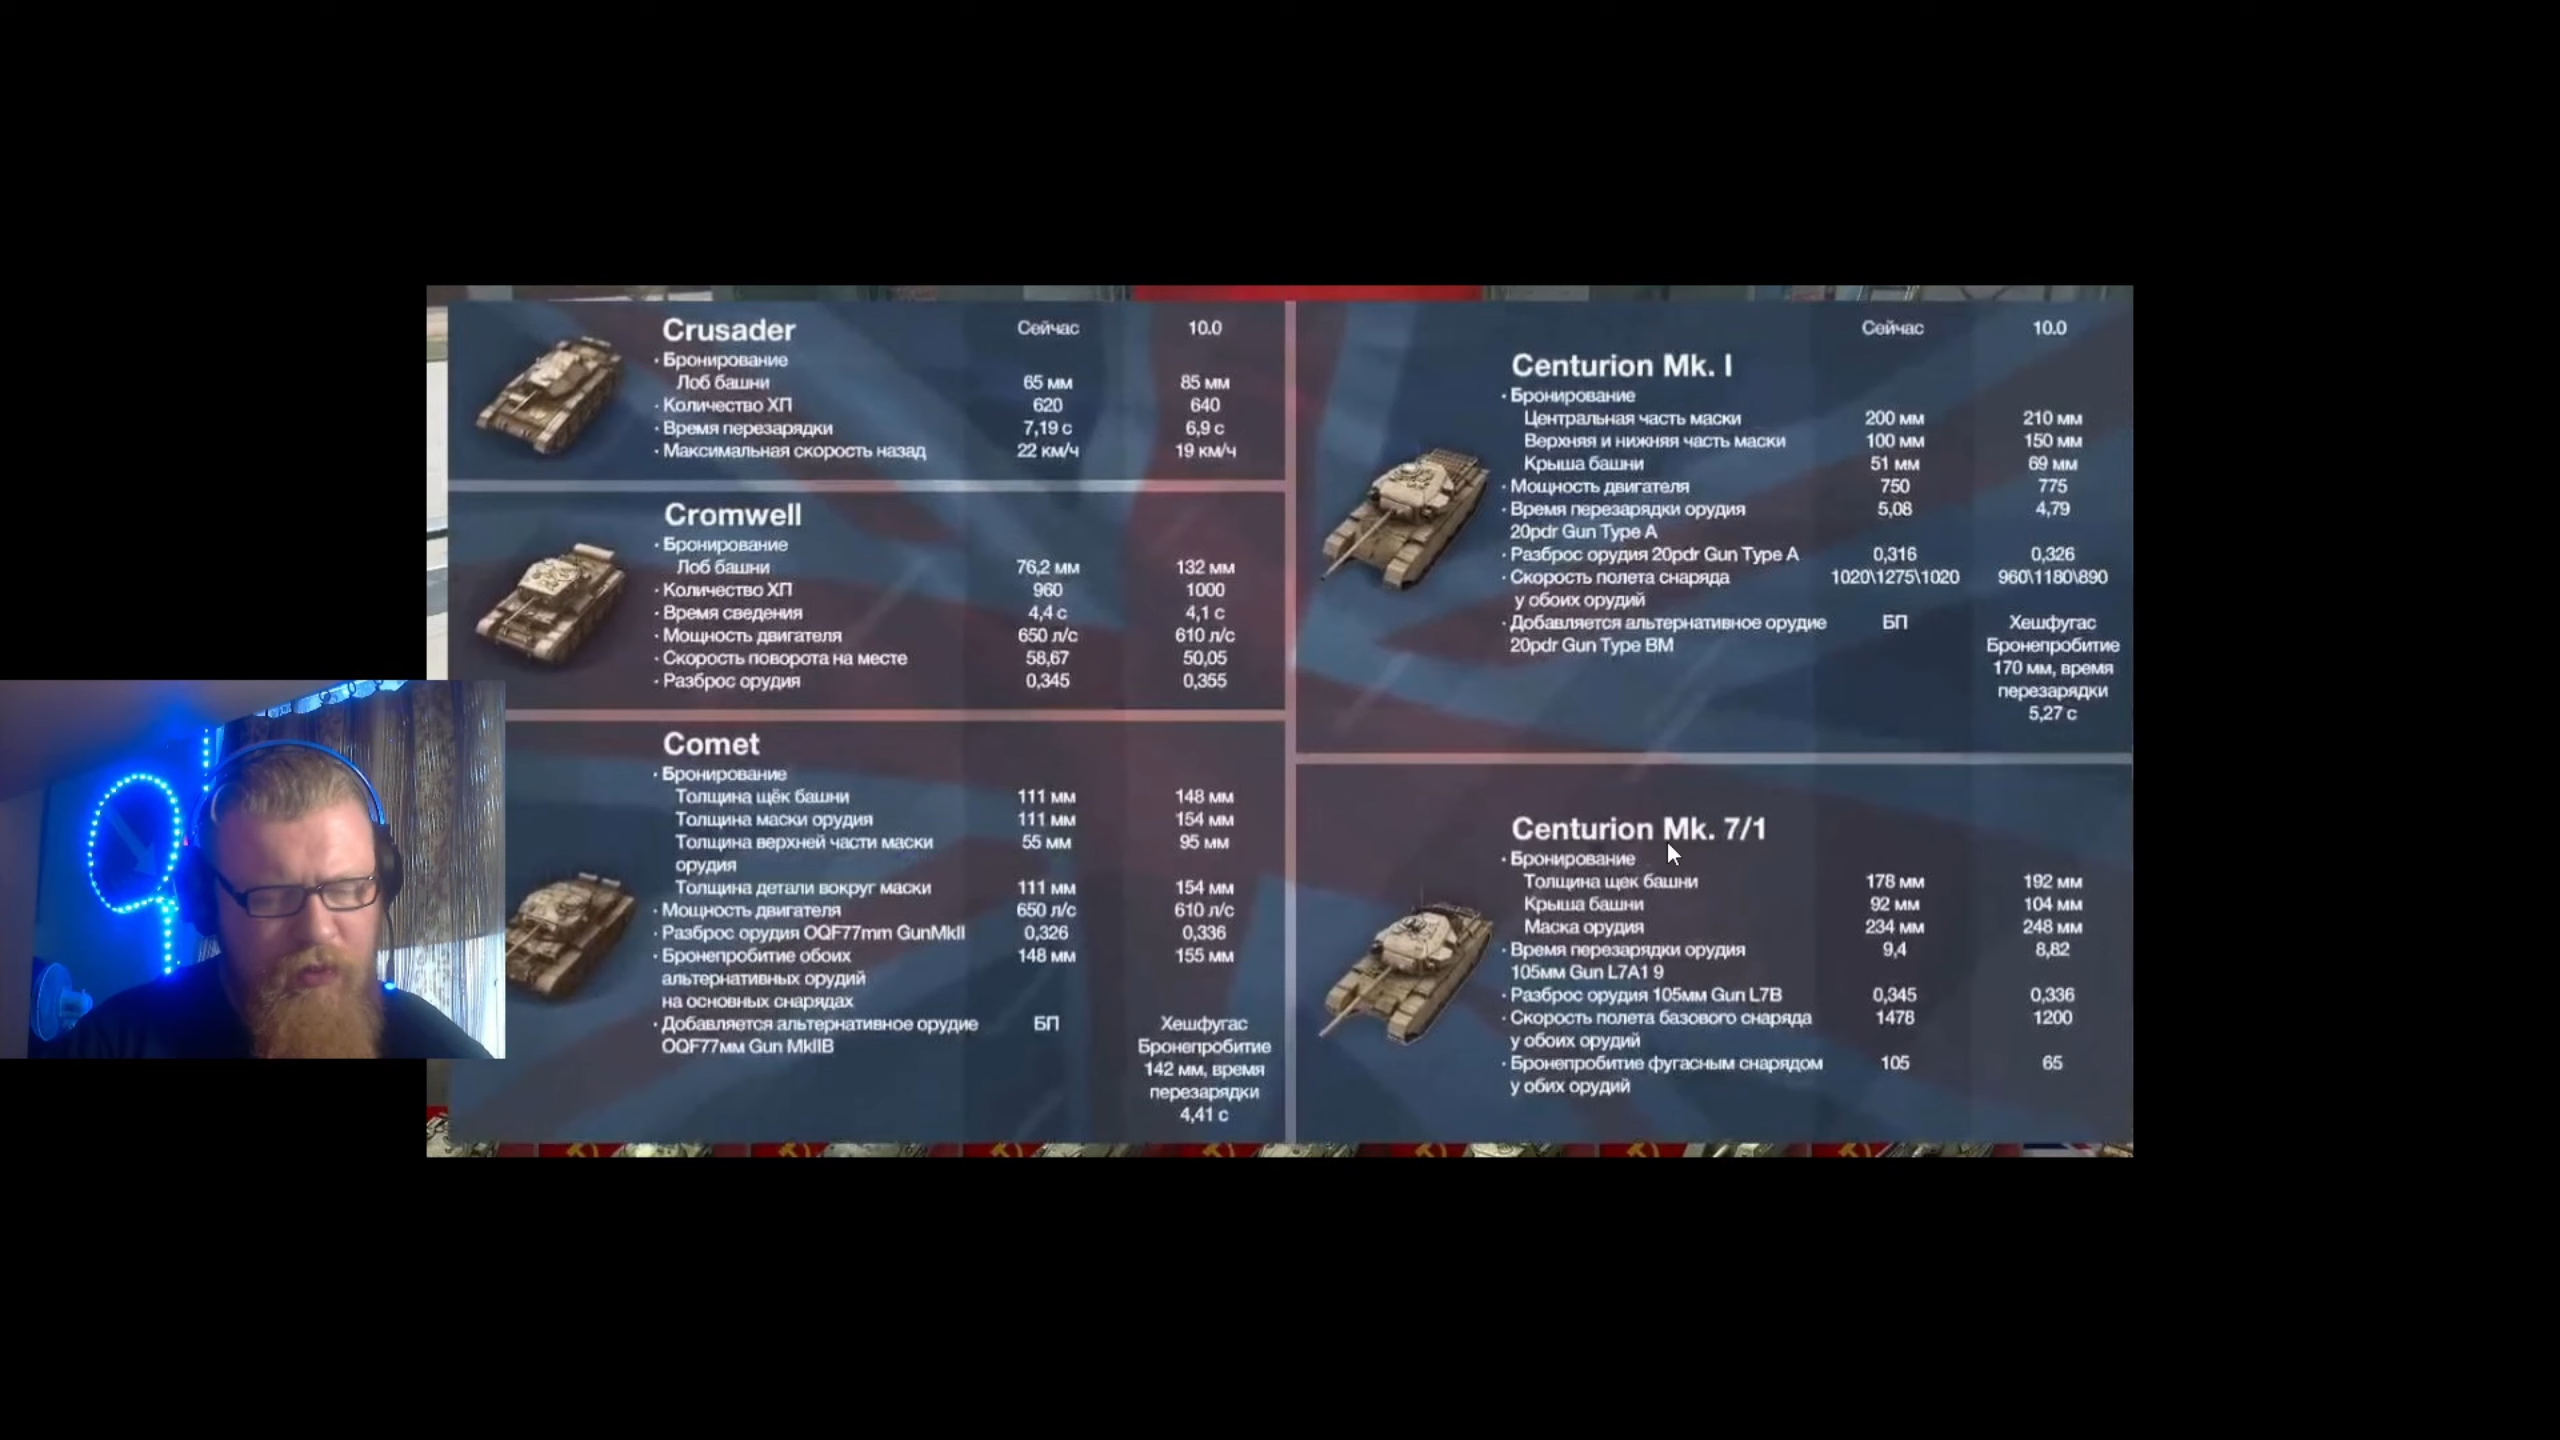 Crusader Сейчас 10.0
· Бронирование
Лоб башни 65 мм 85 мм
· Количество ХП 620 640
· Время перезарядки 7,19 с 6,9 с
· Максимальная скорость назад 22 км/ч 19 км/ч
Cromwell
· Бронирование
Лоб башни 76,2 мм 132 мм
· Количество ХП 960 1000
· Время сведения 4,4 с 4,1 с
· Мощность двигателя 650 л/с 610 л/с
· Скорость поворота на месте 58,67 50,05
· Разброс орудия 0,345 0,355
Comet
· Бронирование
Толщина щёк башни 111 мм 148 мм
Толщина маски орудия 111 мм 154 мм
Толщина верхней части маски 55 мм 95 мм
орудия
Толщина детали вокруг маски 111 мм 154 мм
· Мощность двигателя 650 л/с 610 л/с
· Разброс орудия OQF77mm GunMkII 0,326 0,336
· Бронепробитие обоих 148 мм 155 мм
альтернативных орудий
на основных снарядах
· Добавляется альтернативное орудие БП Хешфугас
OQF77мм Gun MkIIB Бронепробитие
142 мм, время
перезарядки
4,41 с
Сейчас 10.0
Centurion Mk. I
· Бронирование
Центральная часть маски 200 мм 210 мм
Верхняя и нижняя часть маски 100 мм 150 мм
Крыша башни 51 мм 69 мм
· Мощность двигателя 750 775
· Время перезарядки орудия 5,08 4,79
20pdr Gun Type A
· Разброс орудия 20pdr Gun Type A 0,316 0,326
· Скорость полета снаряда 1020\1275\1020 960\1180\890
у обоих орудий
· Добавляется альтернативное орудие БП Хешфугас
20pdr Gun Type BM Бронепробитие
170 мм, время
перезарядки
5,27 с
Centurion Mk. 7/1
· Бронирование
Толщина щек башни 178 мм 192 мм
Крыша башни 92 мм 104 мм
Маска орудия 234 мм 248 мм
· Время перезарядки орудия 9,4 8,82
105мм Gun L7A1 9
· Разброс орудия 105мм Gun L7B 0,345 0,336
· Скорость полета базового снаряда 1478 1200
у обоих орудий
· Бронепробитие фугасным снарядом 105 65
у обих орудий